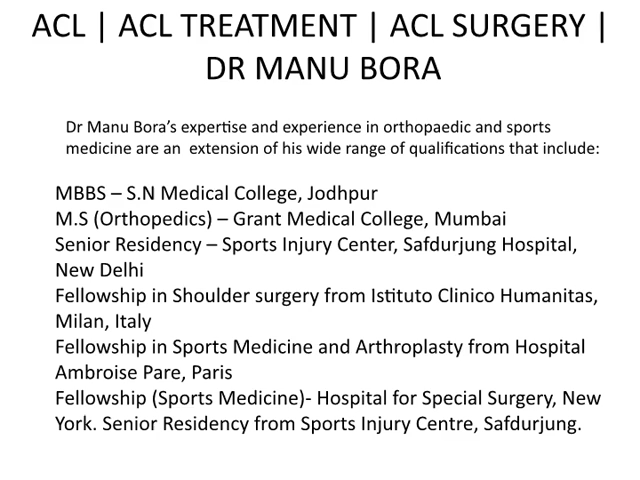 ACL | ACL TREATMENT | ACL SURGERY |
DR MANU BORA
Dr Manu Bora’s expertise and experience in orthopaedic and sports
medicine are an  extension of his wide range of qualifications that include:
MBBS – S.N Medical College, Jodhpur
M.S (Orthopedics) – Grant Medical College, Mumbai
Senior Residency – Sports Injury Center, Safdurjung Hospital,
New Delhi
Fellowship in Shoulder surgery from Istituto Clinico Humanitas,
Milan, Italy
Fellowship in Sports Medicine and Arthroplasty from Hospital
Ambroise Pare, Paris
Fellowship (Sports Medicine)- Hospital for Special Surgery, New
York. Senior Residency from Sports Injury Centre, Safdurjung.